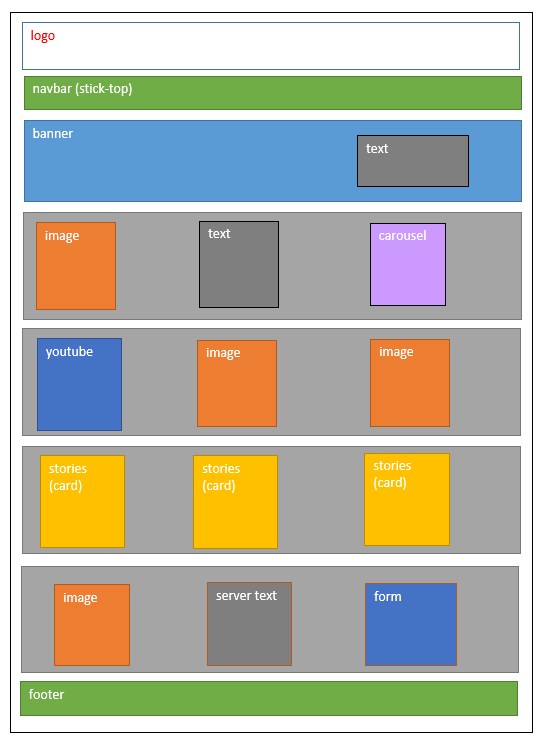 logo
navbar (stick-top)
banner
text
image
text
carousel
youtube
image
image
stories
(card)
stories
(card)
stories
(card)
image
server text
form
footer